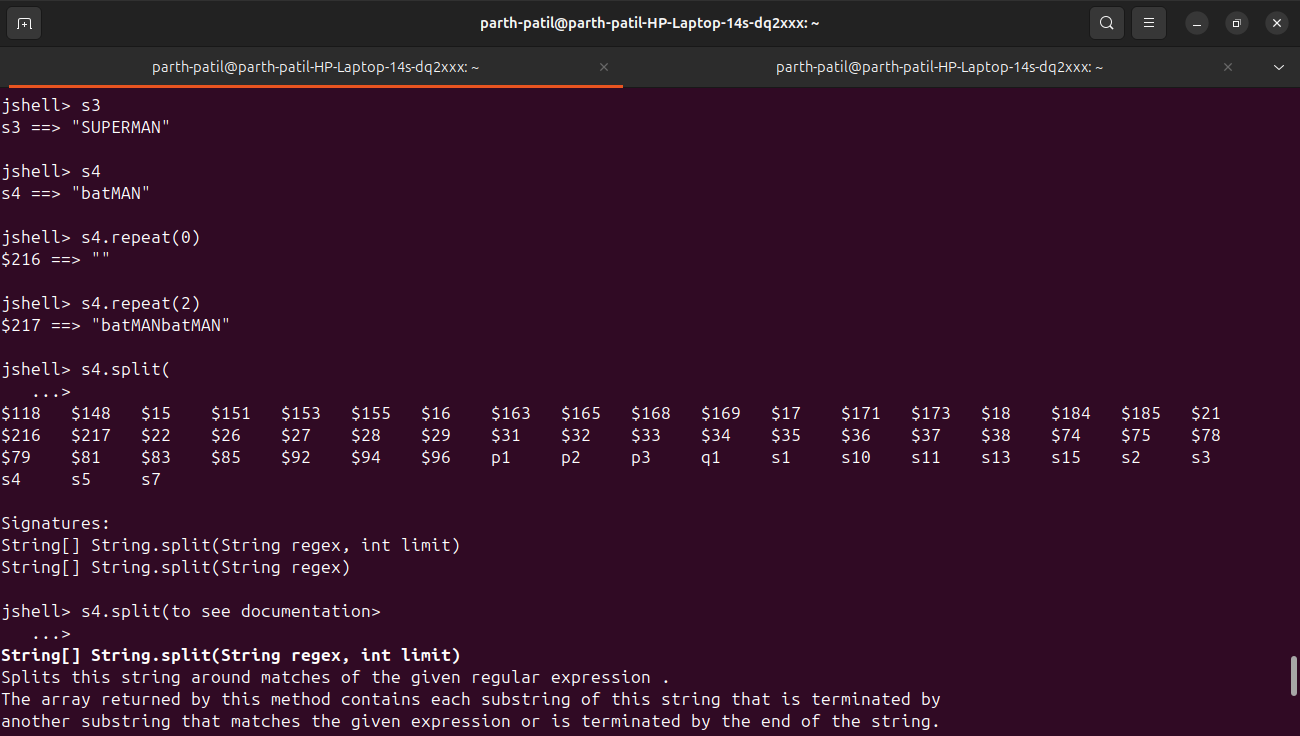 parth-patil@parth-patil-HP-Laptop-14s-dq2xxx: ~
parth-patil@parth-patil-HP-Laptop-14s-dq2xxx: ~
parth-patil@parth-patil-HP-Laptop-14s-dq2xxx: ~
jshell> s3
s3 ==> "SUPERMAN"
jshell> s4
s4 ==> "batMAN"
jshell> s4.repeat(0)
$216 ==> ""
jshell> s4.repeat(2)
$217 ==> "batMANbatMAN"
jshell> s4.split(
   ...>
$118   $148   $15    $151   $153   $155   $16    $163   $165   $168   $169   $17    $171   $173   $18    $184   $185   $21
$216   $217   $22    $26    $27    $28    $29    $31    $32    $33    $34    $35    $36    $37    $38    $74    $75    $78
$79    $81    $83    $85    $92    $94    $96    p1     p2     p3     q1     s1     s10    s11    s13    s15    s2     s3
s4     s5     s7
Signatures:
String[] String.split(String regex, int limit)
String[] String.split(String regex)
jshell> s4.split(to see documentation>
   ...>
String[] String.split(String regex, int limit)
Splits this string around matches of the given regular expression .
The array returned by this method contains each substring of this string that is terminated by
another substring that matches the given expression or is terminated by the end of the string.